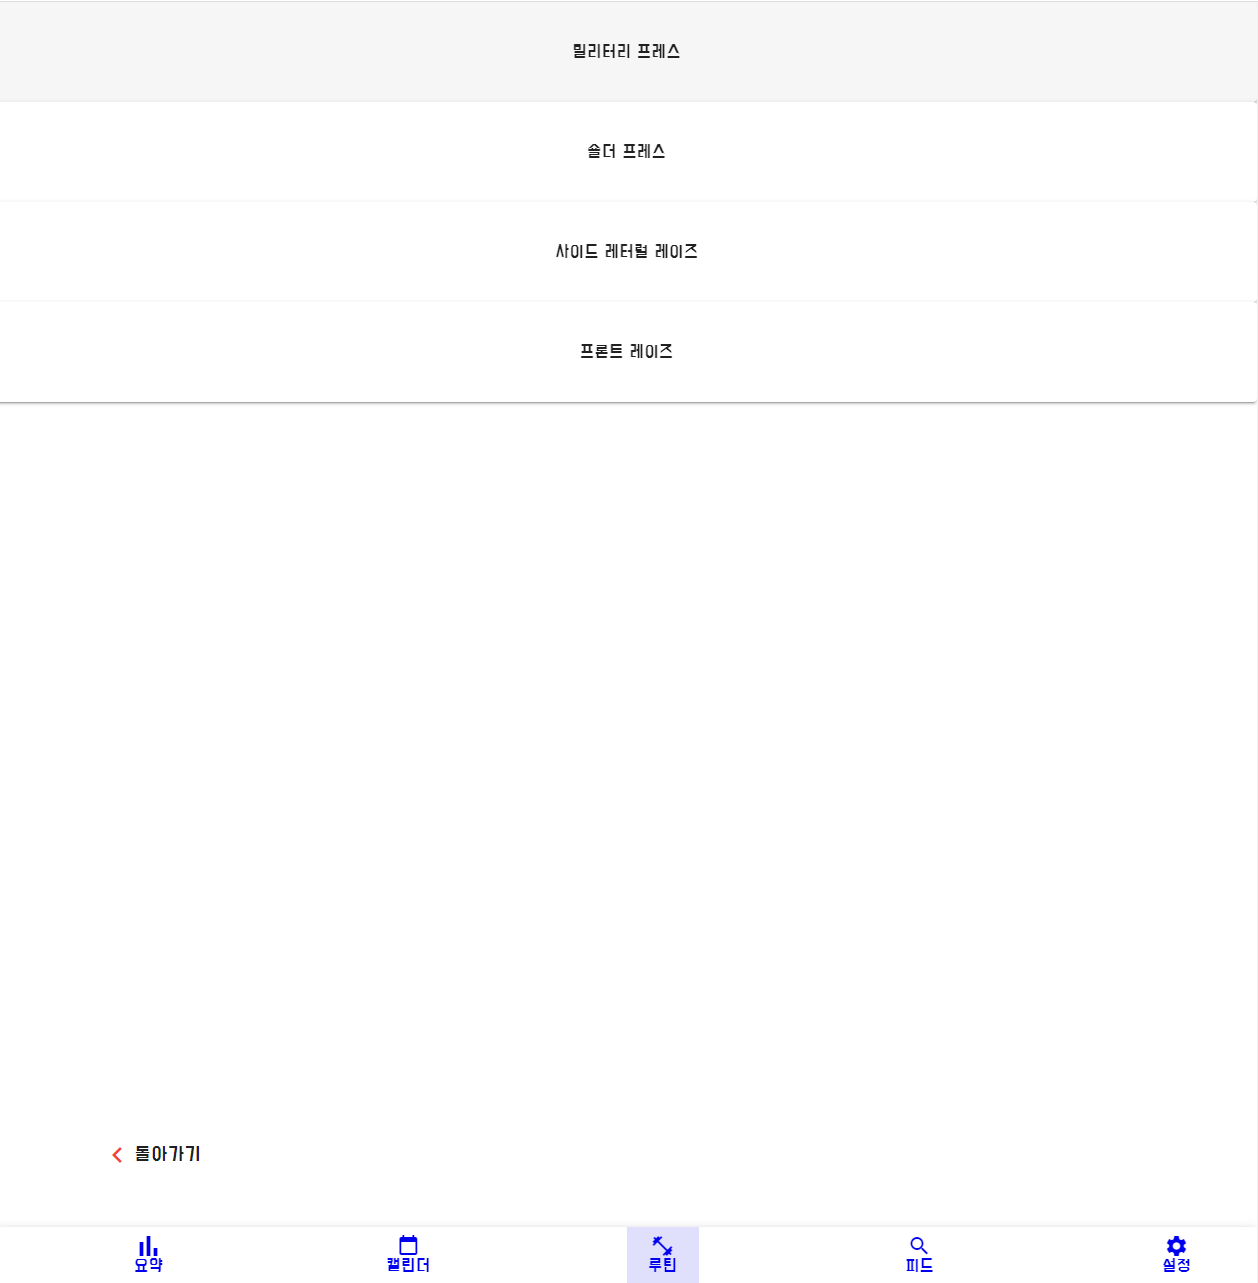 밀리터리 프레스
숄더 프레스
사이드 레터럴 레이즈
프론트 레이즈
돌아가기
요약
캘린더
루틴
피드
설정